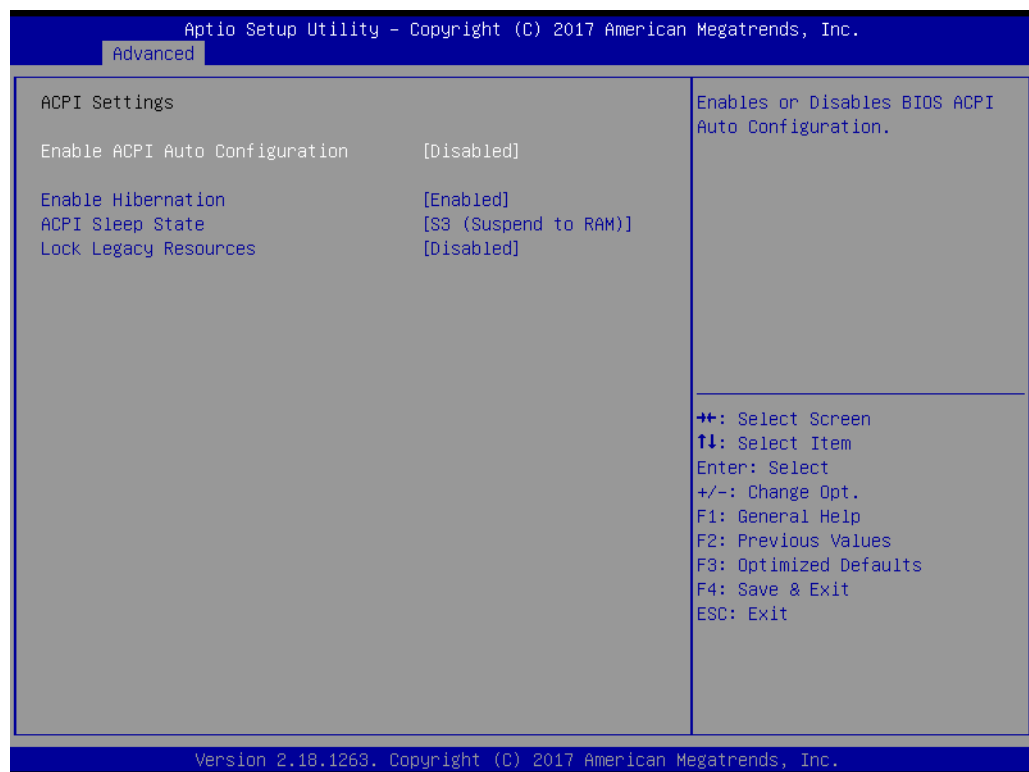 Aptio Setup Utility – Copyright (C) 2017 American Megatrends, Inc.
Advanced
ACPI Settings
Enable ACPI Auto Configuration [Disabled]
Enable Hibernation [Enabled]
ACPI Sleep State [S3 (Suspend to RAM)]
Lock Legacy Resources [Disabled]
Enables or Disables BIOS ACPI
Auto Configuration.
→←: Select Screen
↑↓: Select Item
Enter: Select
+/-: Change Opt.
F1: General Help
F2: Previous Values
F3: Optimized Defaults
F4: Save & Exit
ESC: Exit
Version 2.18.1263. Copyright (C) 2017 American Megatrends, Inc.